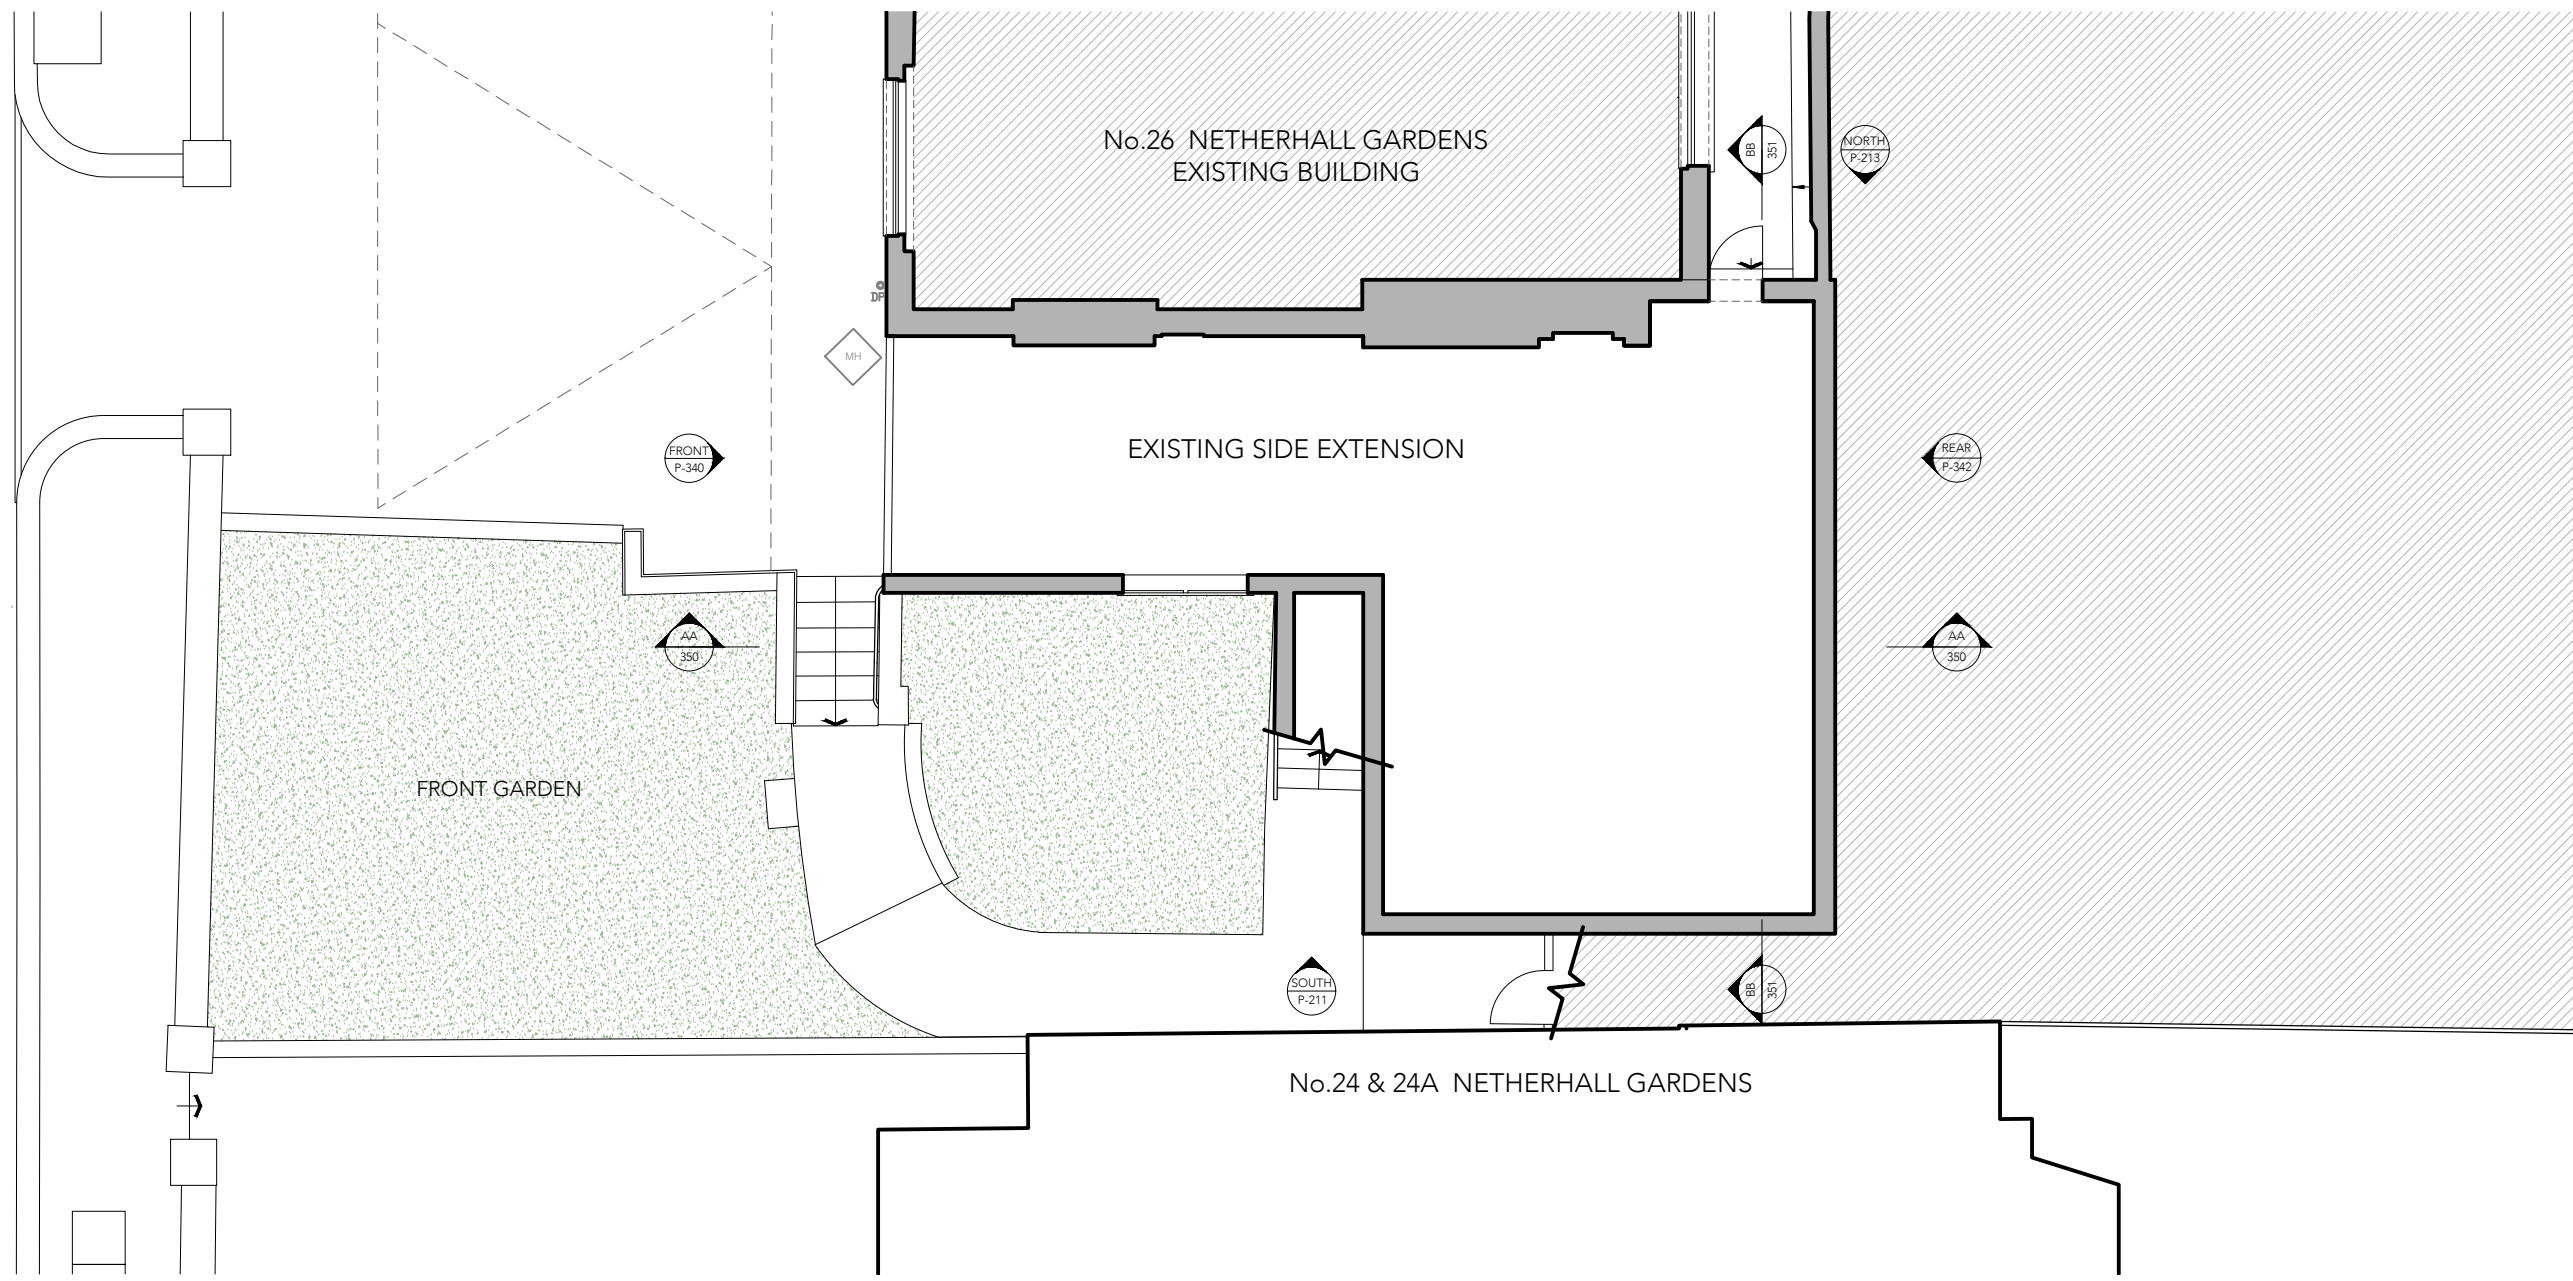 No.26 NETHERHALL GARDENS
EXISTING BUILDING
BB
351
NORTH
P-213
DP
MH
EXISTING SIDE EXTENSION
FRONT
P-340
REAR
P-342
AA
350
AA
350
FRONT GARDEN
SOUTH
P-211
BB
351
No.24 & 24A NETHERHALL GARDENS